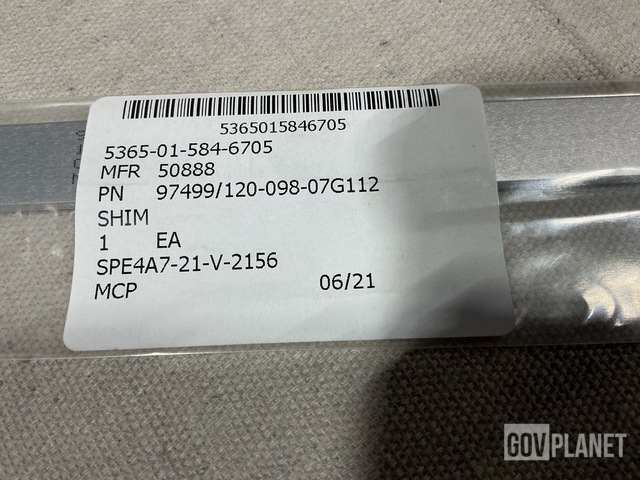 5365015846705
5365-01-584-6705
MFR 50888
PN 97499/120-098-07G112
SHIM
1 EA
SPE4A7-21-V-2156
MCP 06/21
GOVPLANET